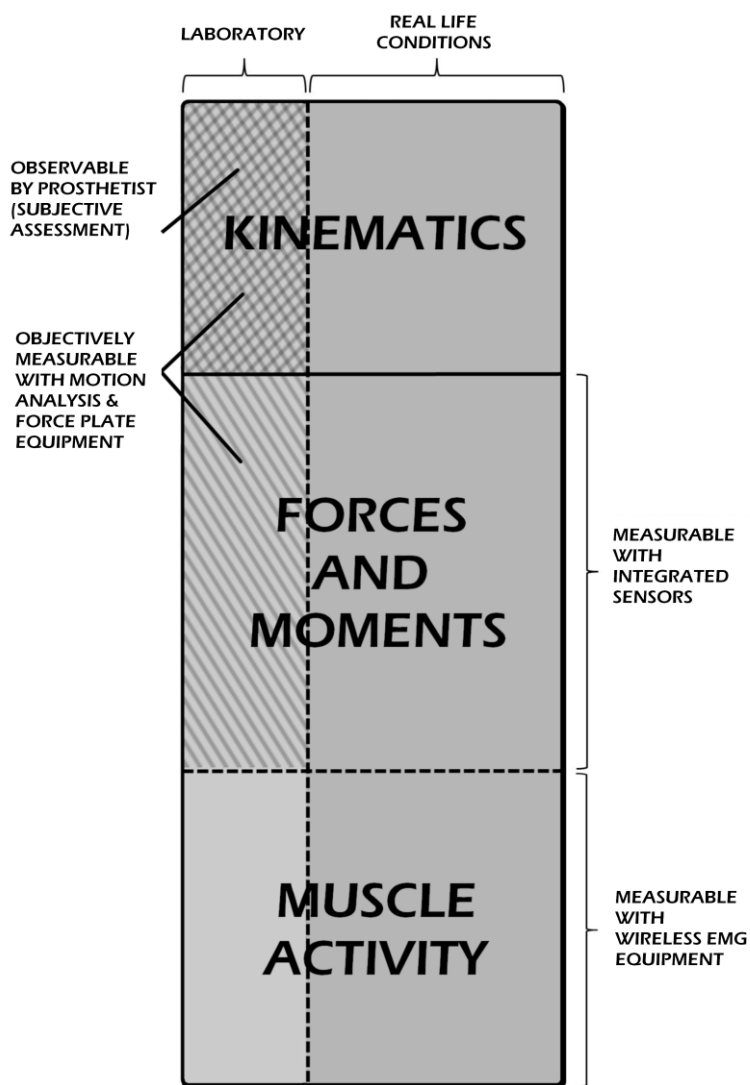 LABORATORY
REAL LIFE
CONDITIONS
OBSERVABLE
BY PROSTHETIST
(SUBJECTIVE
ASSESSMENT)
KINEMATICS
OBJECTIVELY
MEASURABLE
WITH MOTION
ANALYSIS &
FORCE PLATE
EQUIPMENT
FORCES
AND
MOMENTS
MEASURABLE
WITH
INTEGRATED
SENSORS
MUSCLE
ACTIVITY
MEASURABLE
WITH
WIRELESS EMG
EQUIPMENT